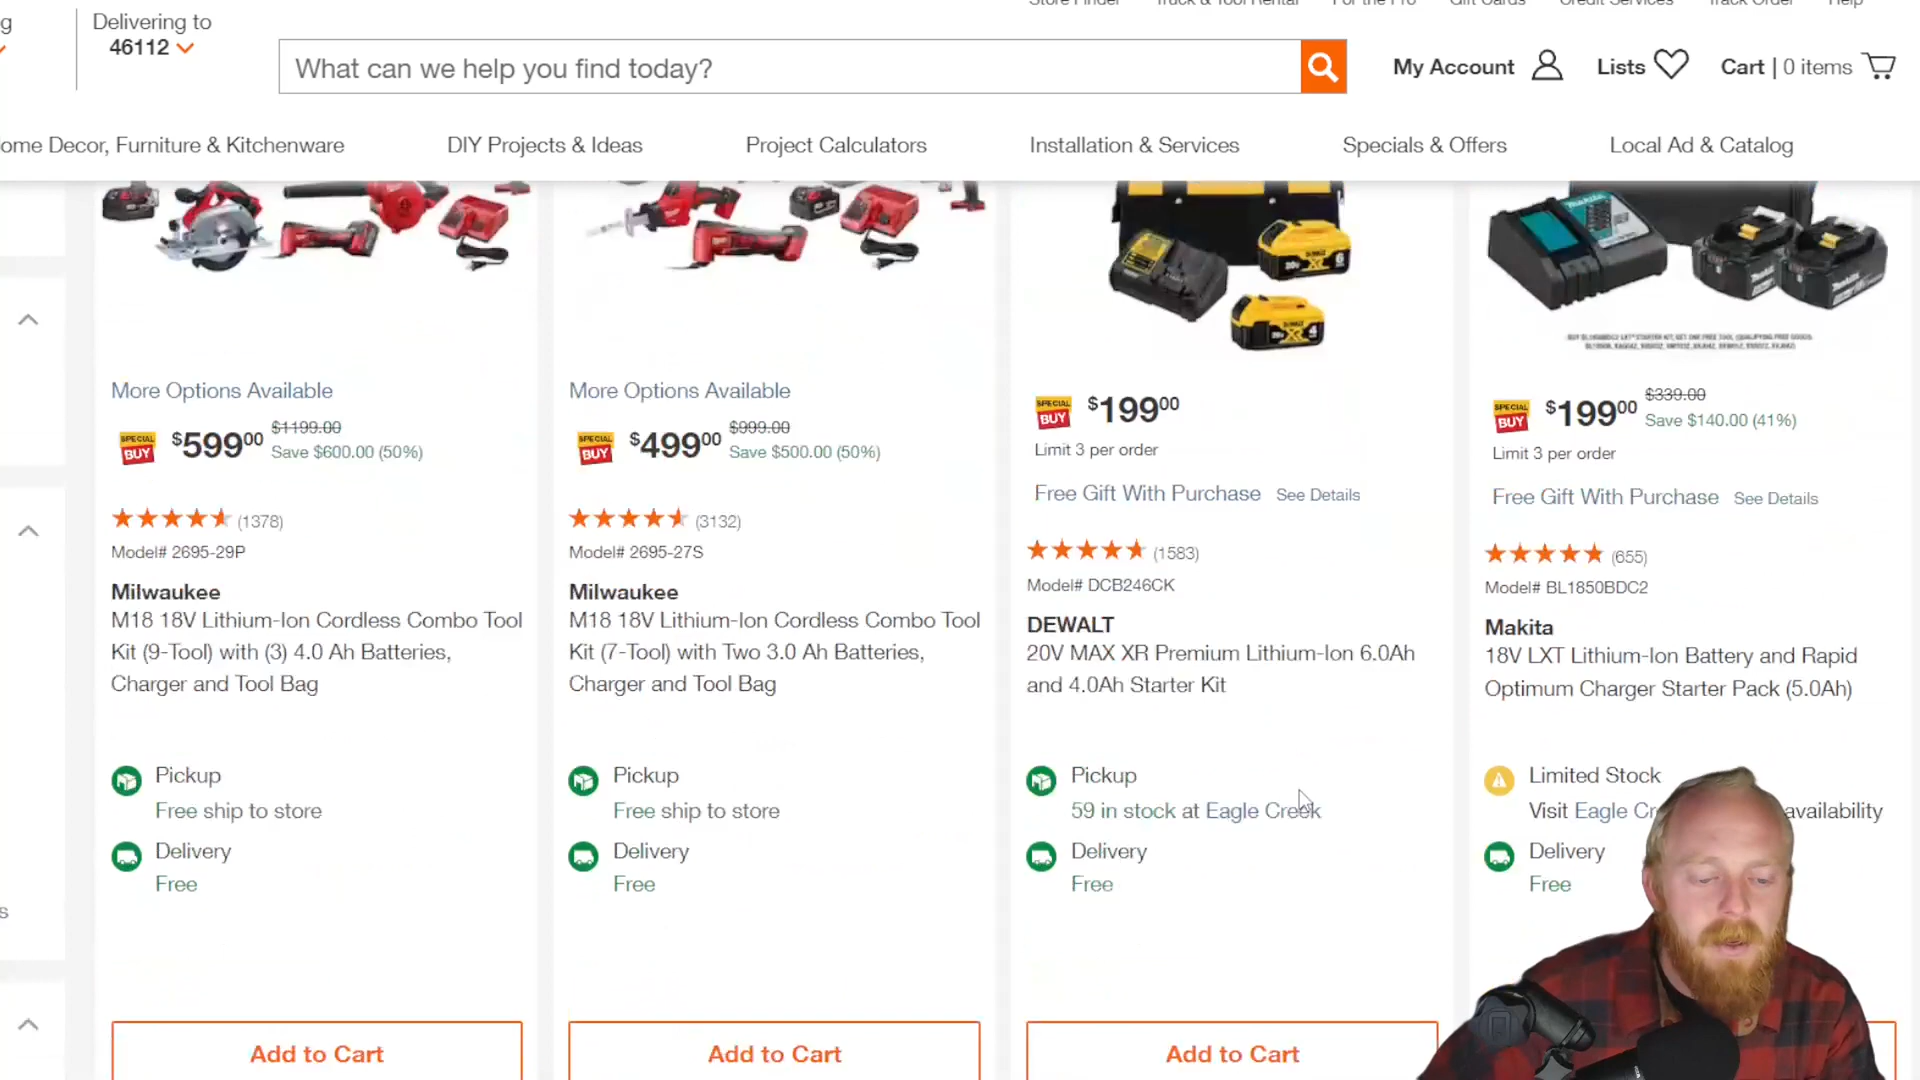 g
Delivering to
46112
What can we help you find today?
My Account
Lists
Cart | 0 items
ome Decor, Furniture & Kitchenware
DIY Projects & Ideas
Project Calculators
Installation & Services
Specials & Offers
Local Ad & Catalog
More Options Available
SPECIAL BUY
$59900
$1199.00
Save $600.00 (50%)
(1378)
Model# 2695-29P
Milwaukee
M18 18V Lithium-Ion Cordless Combo Tool
Kit (9-Tool) with (3) 4.0 Ah Batteries,
Charger and Tool Bag
Pickup
Free ship to store
Delivery
Free
Add to Cart
More Options Available
SPECIAL BUY
$49900
$999.00
Save $500.00 (50%)
(3132)
Model# 2695-27S
Milwaukee
M18 18V Lithium-Ion Cordless Combo Tool
Kit (7-Tool) with Two 3.0 Ah Batteries,
Charger and Tool Bag
Pickup
Free ship to store
Delivery
Free
Add to Cart
SPECIAL BUY
$19900
Limit 3 per order
Free Gift With Purchase See Details
(1583)
Model# DCB246CK
DEWALT
20V MAX XR Premium Lithium-Ion 6.0Ah
and 4.0Ah Starter Kit
Pickup
59 in stock at Eagle Creek
Delivery
Free
Add to Cart
SPECIAL BUY
$19900
$339.00
Save $140.00 (41%)
Limit 3 per order
Free Gift With Purchase See Details
(655)
Model# BL1850BDC2
Makita
18V LXT Lithium-Ion Battery and Rapid
Optimum Charger Starter Pack (5.0Ah)
Limited Stock
Visit Eagle Cr availability
Delivery
Free
s